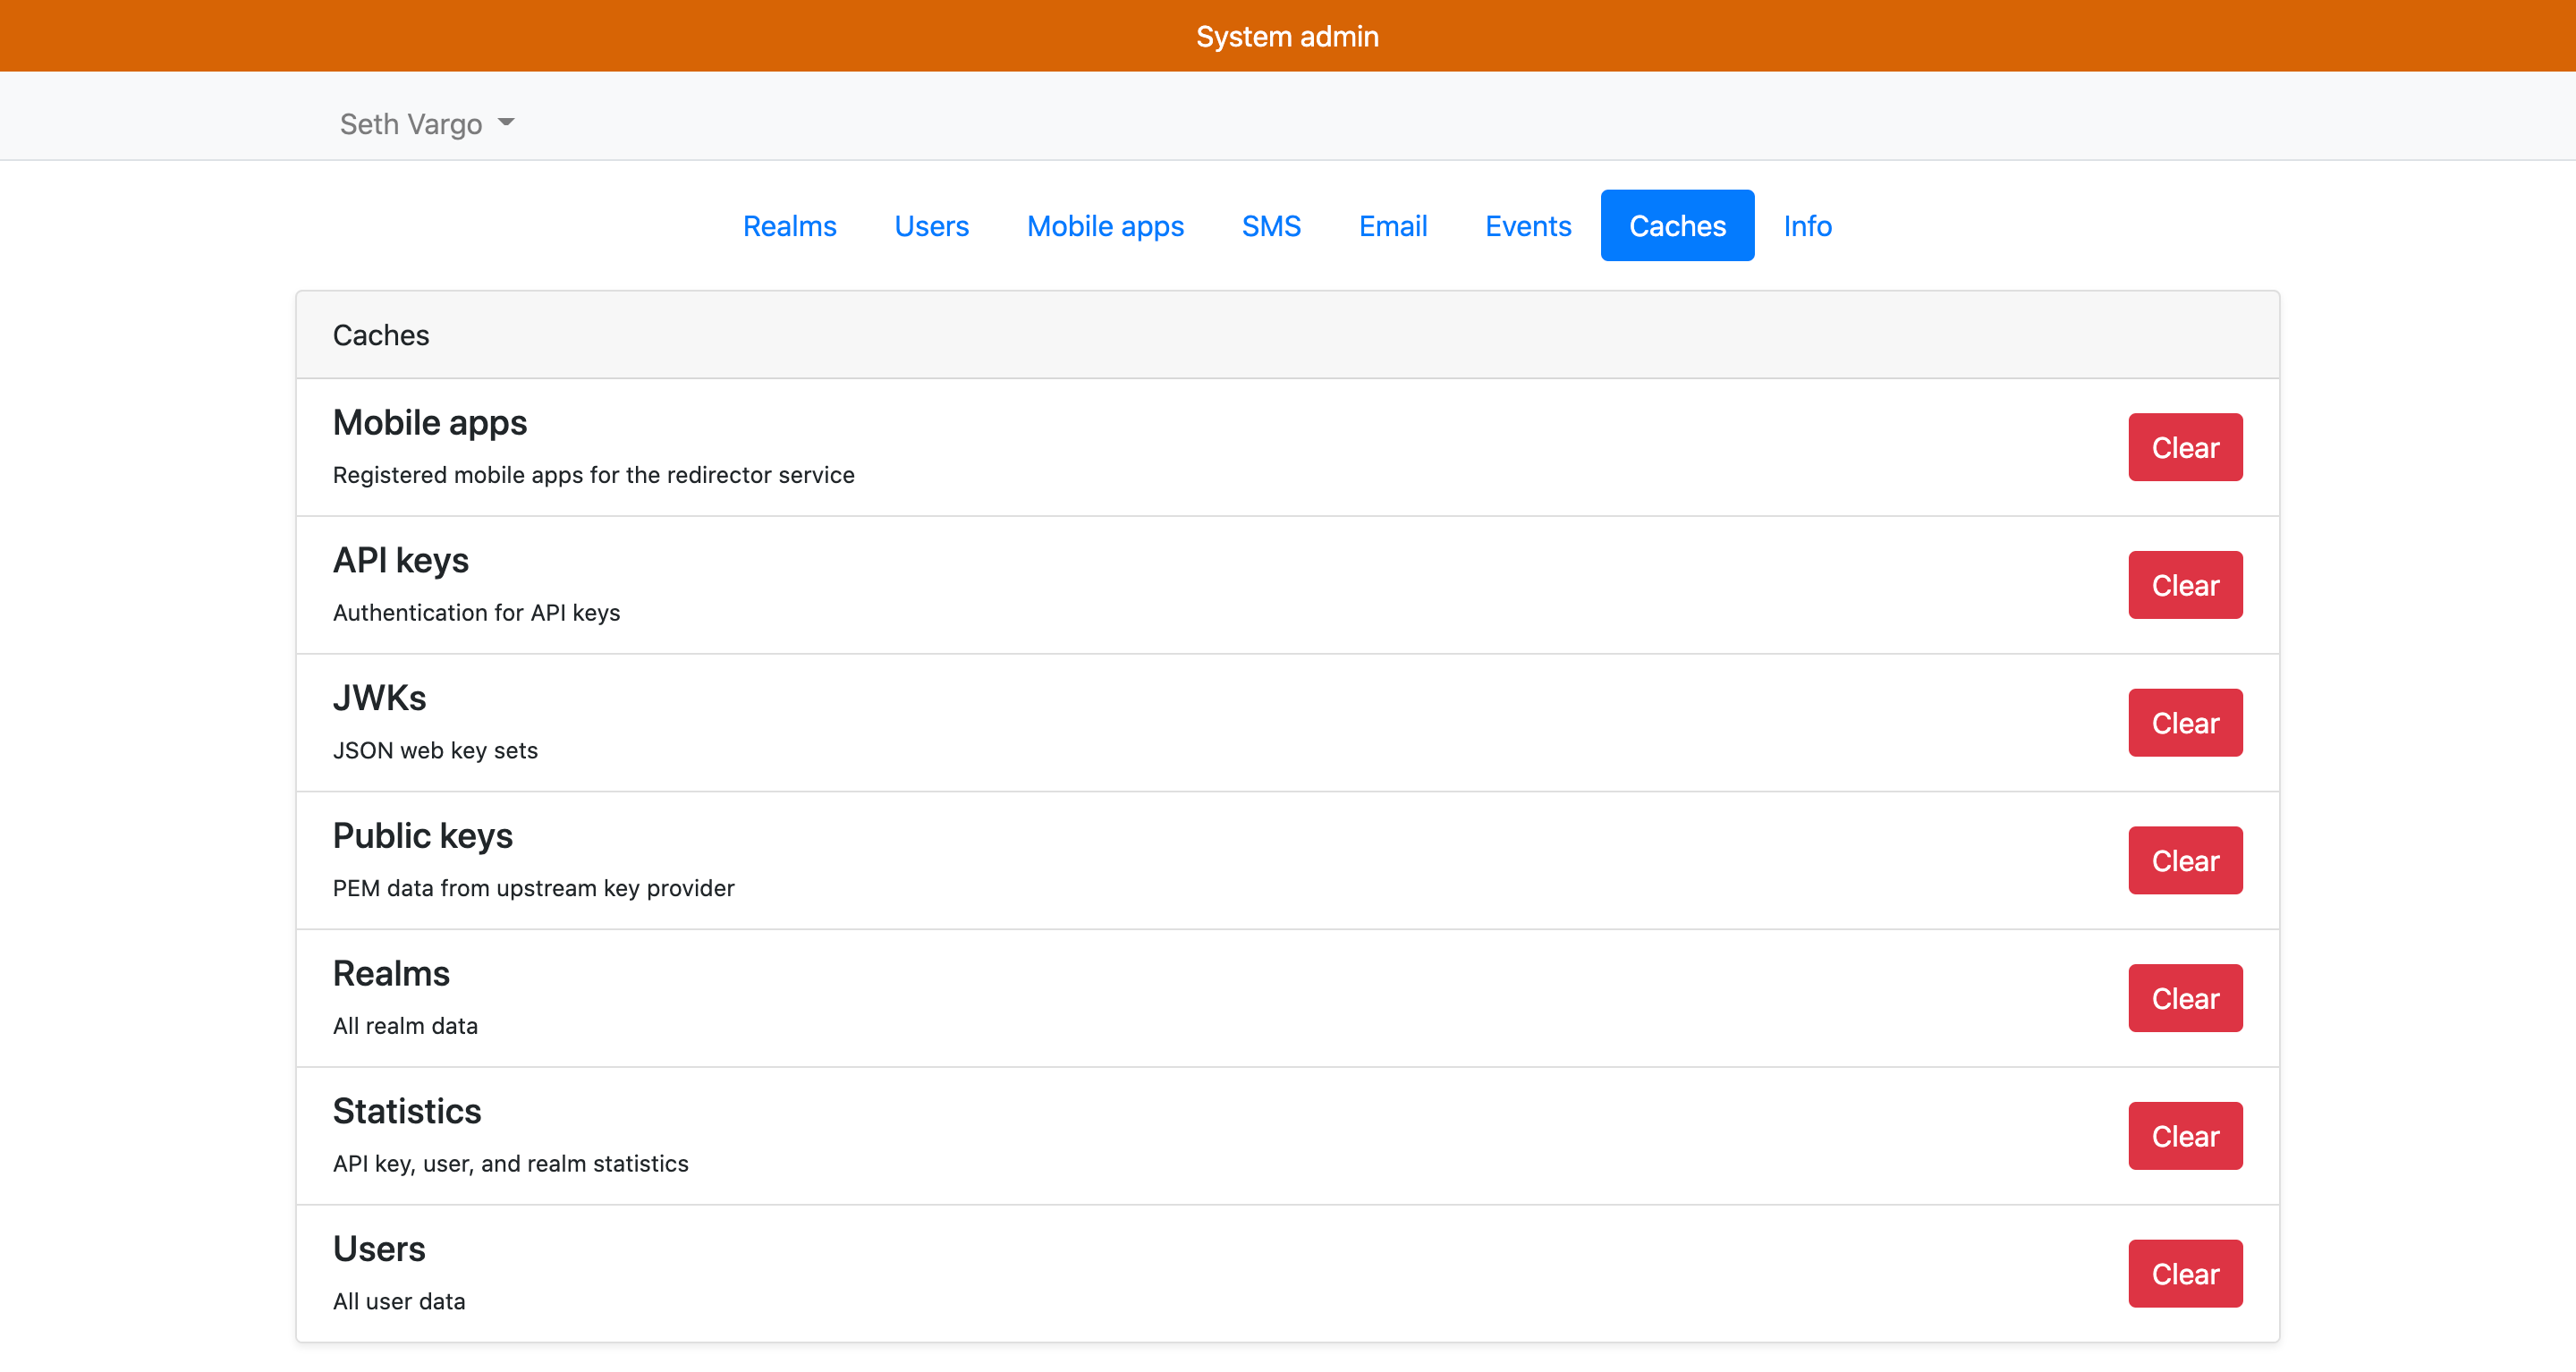 System admin
Seth Vargo
Realms Users Mobile apps SMS Email Events Caches Info
Caches
Mobile apps
Registered mobile apps for the redirector service
Clear
API keys
Authentication for API keys
Clear
JWKs
JSON web key sets
Clear
Public keys
PEM data from upstream key provider
Clear
Realms
All realm data
Clear
Statistics
API key, user, and realm statistics
Clear
Users
All user data
Clear